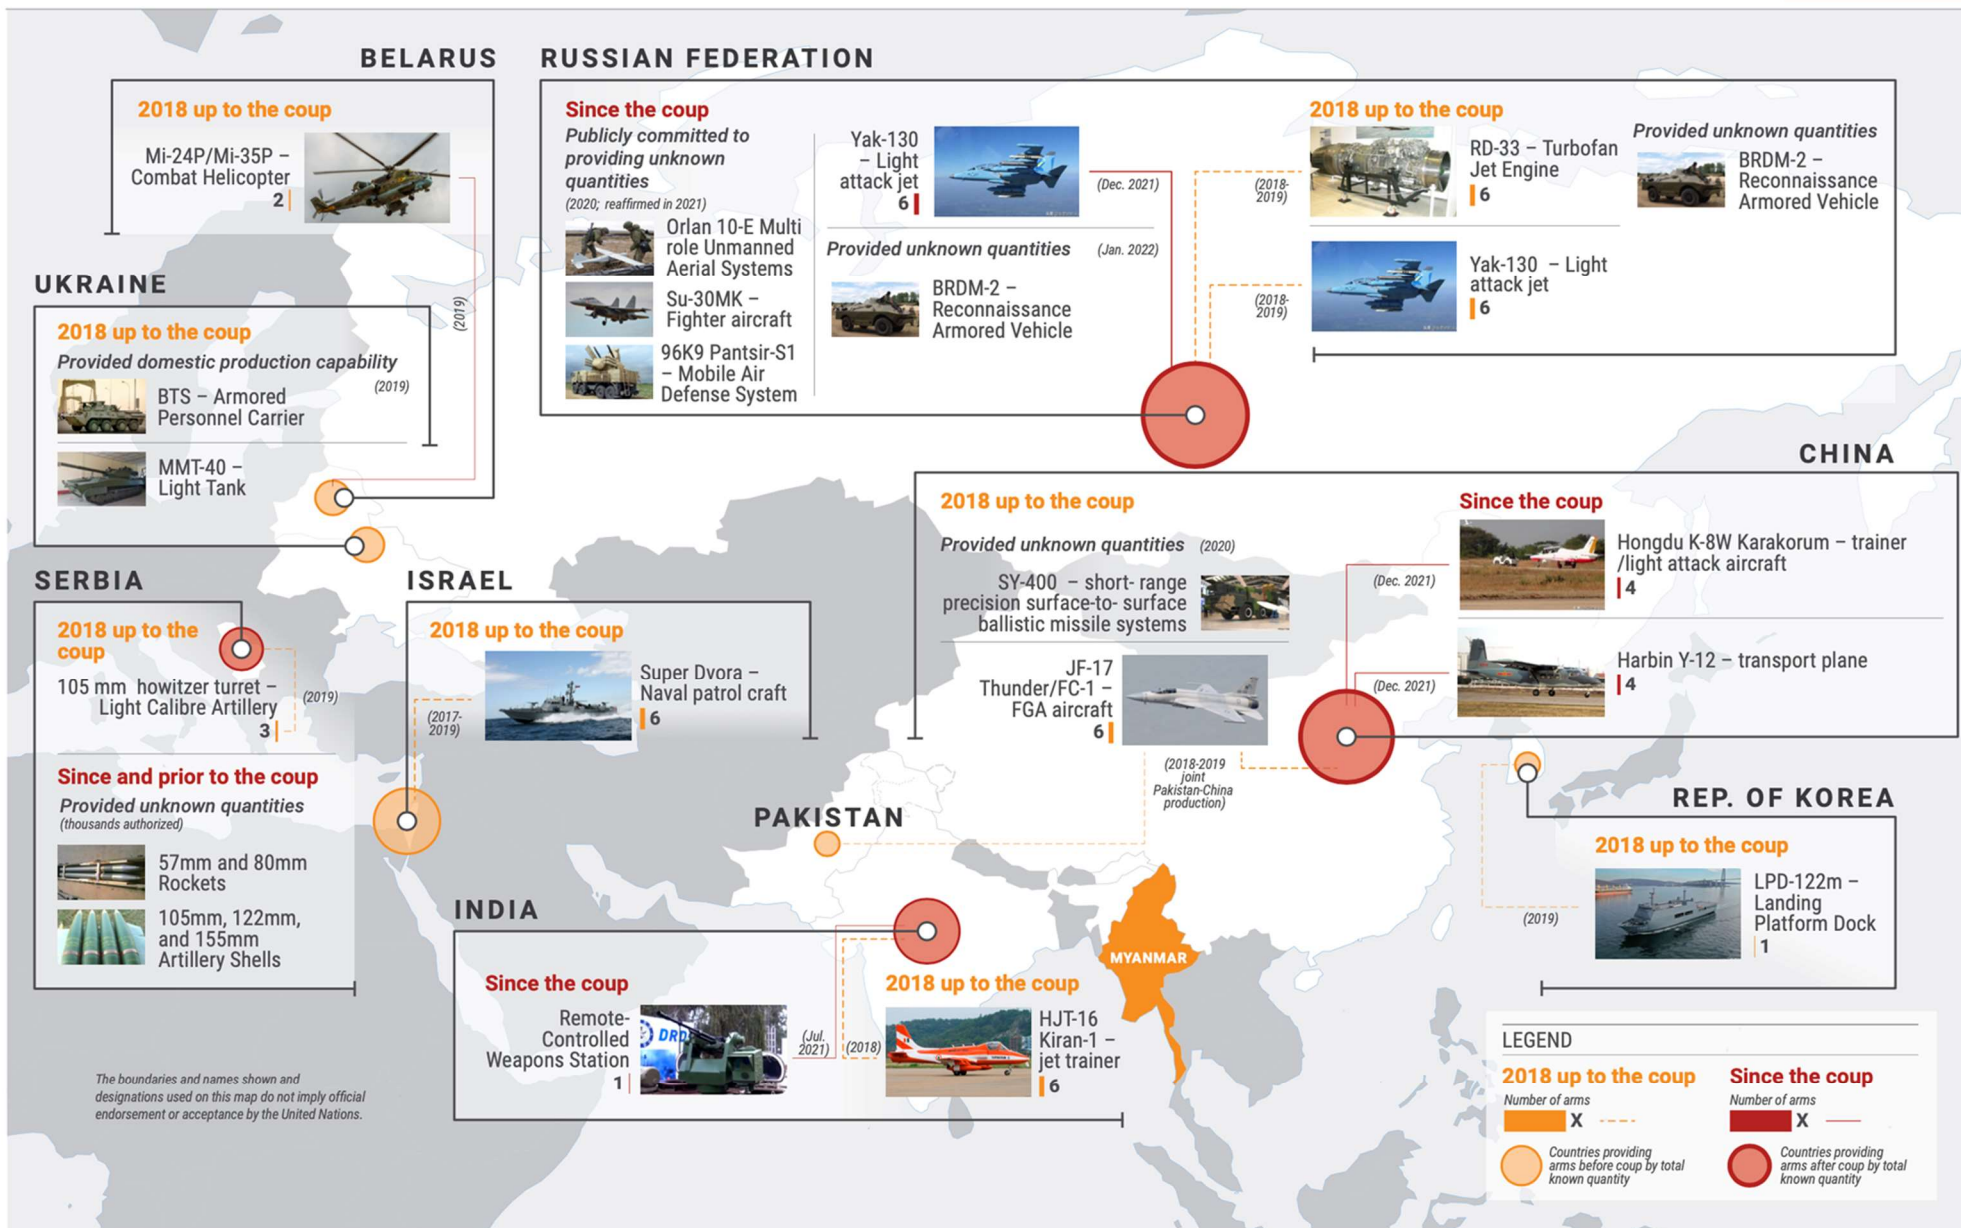 BELARUS
2018 up to the coup
Mi-24P/Mi-35P –
Combat Helicopter
2
(2019)
RUSSIAN FEDERATION
Since the coup
Publicly committed to
providing unknown
quantities
(2020; reaffirmed in 2021)
Orlan 10-E Multi
role Unmanned
Aerial Systems
Su-30MK –
Fighter aircraft
96K9 Pantsir-S1
– Mobile Air
Defense System
Yak-130
– Light
attack jet
6
(Dec. 2021)
Provided unknown quantities
(Jan. 2022)
BRDM-2 –
Reconnaissance
Armored Vehicle
2018 up to the coup
(2018-
2019)
RD-33 – Turbofan
Jet Engine
6
Provided unknown quantities
BRDM-2 –
Reconnaissance
Armored Vehicle
(2018-
2019)
Yak-130 – Light
attack jet
6
UKRAINE
2018 up to the coup
Provided domestic production capability
(2019)
BTS – Armored
Personnel Carrier
MMT-40 –
Light Tank
SERBIA
2018 up to the
coup
105 mm howitzer turret –
Light Calibre Artillery
3
(2019)
Since and prior to the coup
Provided unknown quantities
(thousands authorized)
57mm and 80mm
Rockets
105mm, 122mm,
and 155mm
Artillery Shells
ISRAEL
2018 up to the coup
(2017-
2019)
Super Dvora –
Naval patrol craft
6
CHINA
2018 up to the coup
Provided unknown quantities (2020)
SY-400 – short- range
precision surface-to- surface
ballistic missile systems
JF-17
Thunder/FC-1 –
FGA aircraft
6
(2018-2019
joint
Pakistan-China
production)
Since the coup
(Dec. 2021)
Hongdu K-8W Karakorum – trainer
/light attack aircraft
4
(Dec. 2021)
Harbin Y-12 – transport plane
4
PAKISTAN
REP. OF KOREA
2018 up to the coup
(2019)
LPD-122m –
Landing
Platform Dock
1
INDIA
Since the coup
Remote-
Controlled
Weapons Station
1
DRD
(Jul.
2021)
2018 up to the coup
(2018)
HJT-16
Kiran-1 –
jet trainer
6
MYANMAR
The boundaries and names shown and
designations used on this map do not imply official
endorsement or acceptance by the United Nations.
LEGEND
2018 up to the coup
Number of arms
X
Countries providing
arms before coup by total
known quantity
Since the coup
Number of arms
X
Countries providing
arms after coup by total
known quantity